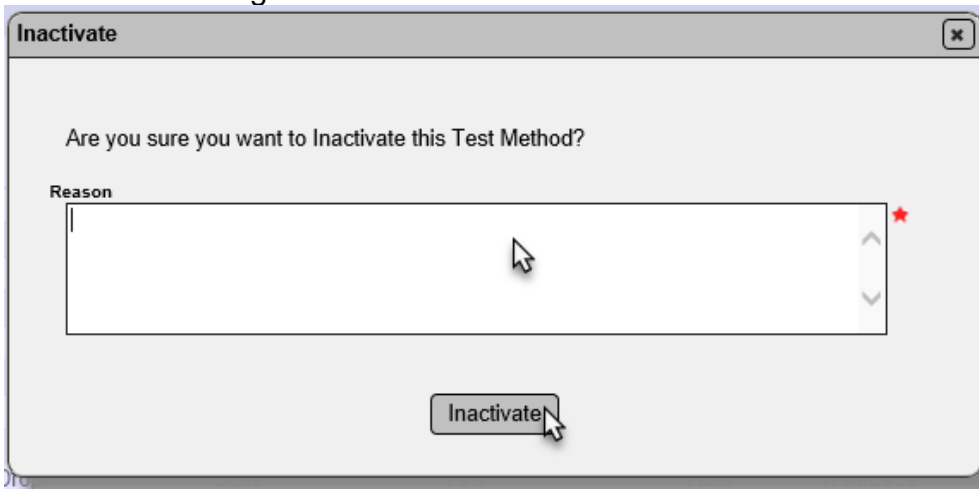 Inactivate
Are you sure you want to Inactivate this Test Method?
Reason
Inactivate